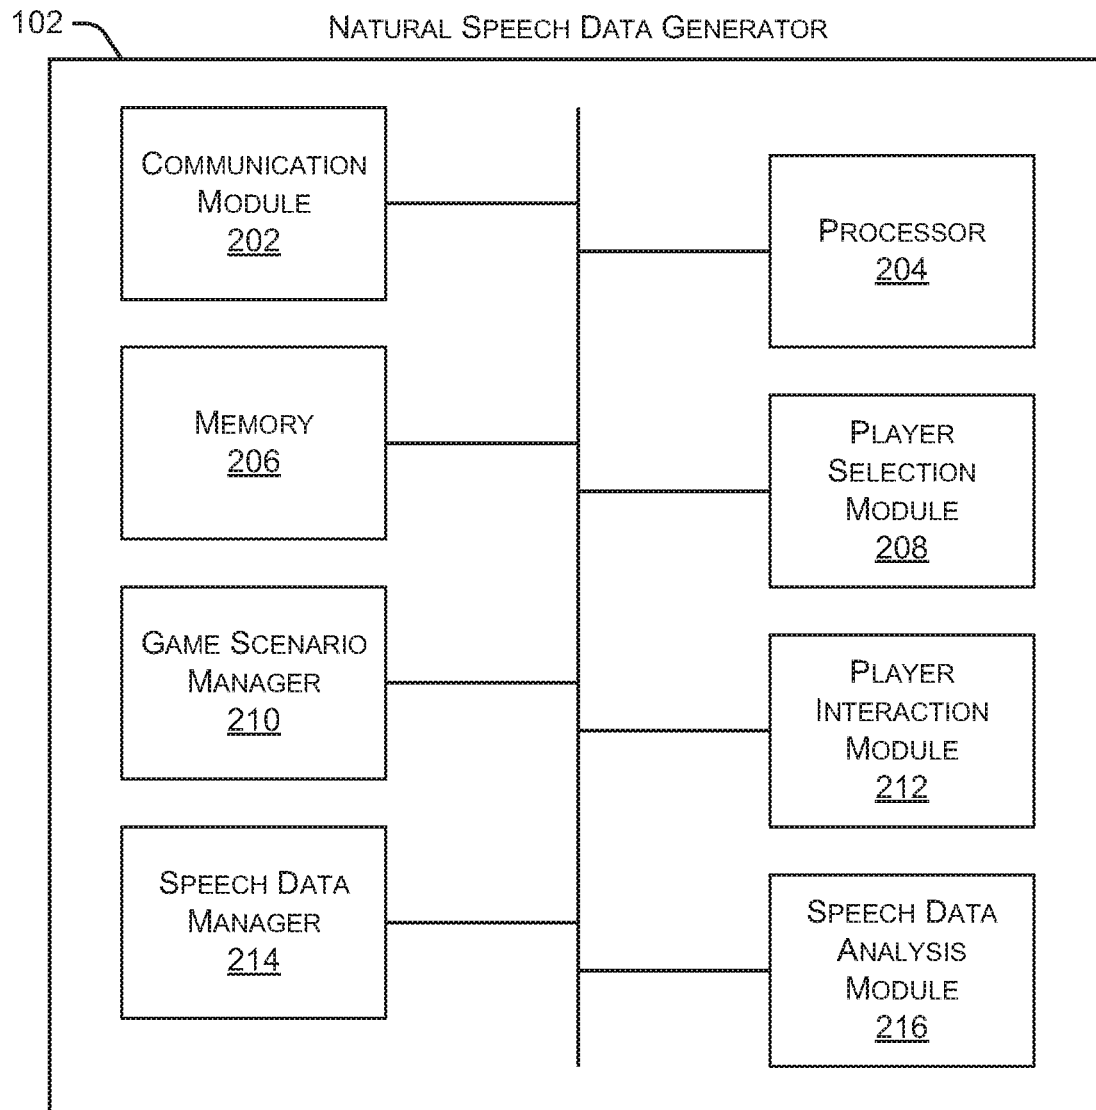 102
NATURAL SPEECH DATA GENERATOR
COMMUNICATION
MODULE
202
PROCESSOR
204
MEMORY
206
PLAYER
SELECTION
MODULE
208
GAME SCENARIO
MANAGER
210
PLAYER
INTERACTION
MODULE
212
SPEECH DATA
MANAGER
214
SPEECH DATA
ANALYSIS
MODULE
216